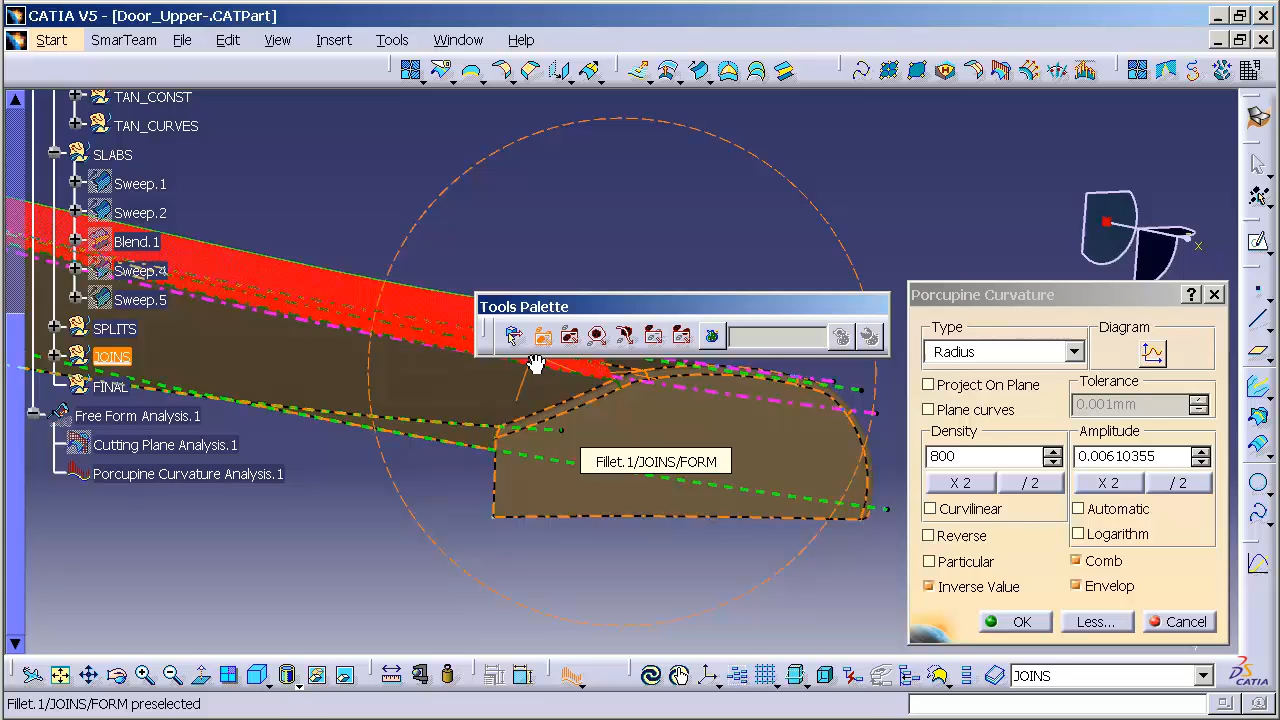 CATIA V5 - [Door_Upper-.CATPart]
Start SmarTeam File Edit View Insert Tools Window Help
TAN_CONST
TAN_CURVES
SLABS
Sweep.1
Sweep.2
Blend.1
Sweep.4
Sweep.5
SPLITS
JOINS
FINAL
Free Form Analysis.1
Cutting Plane Analysis.1
Porcupine Curvature Analysis.1
Tools Palette
Fillet.1/JOINS/FORM
x
Porcupine Curvature
Type
Radius
Diagram
Project On Plane
Plane curves
Tolerance
0.001mm
Density
800
X 2 / 2
Amplitude
0.00610355
X 2 / 2
Curvilinear
Automatic
Reverse
Logarithm
Particular
Comb
Inverse Value
Envelop
Ok Less... Cancel
JOINS
CATIA
Fillet.1/JOINS/FORM preselected